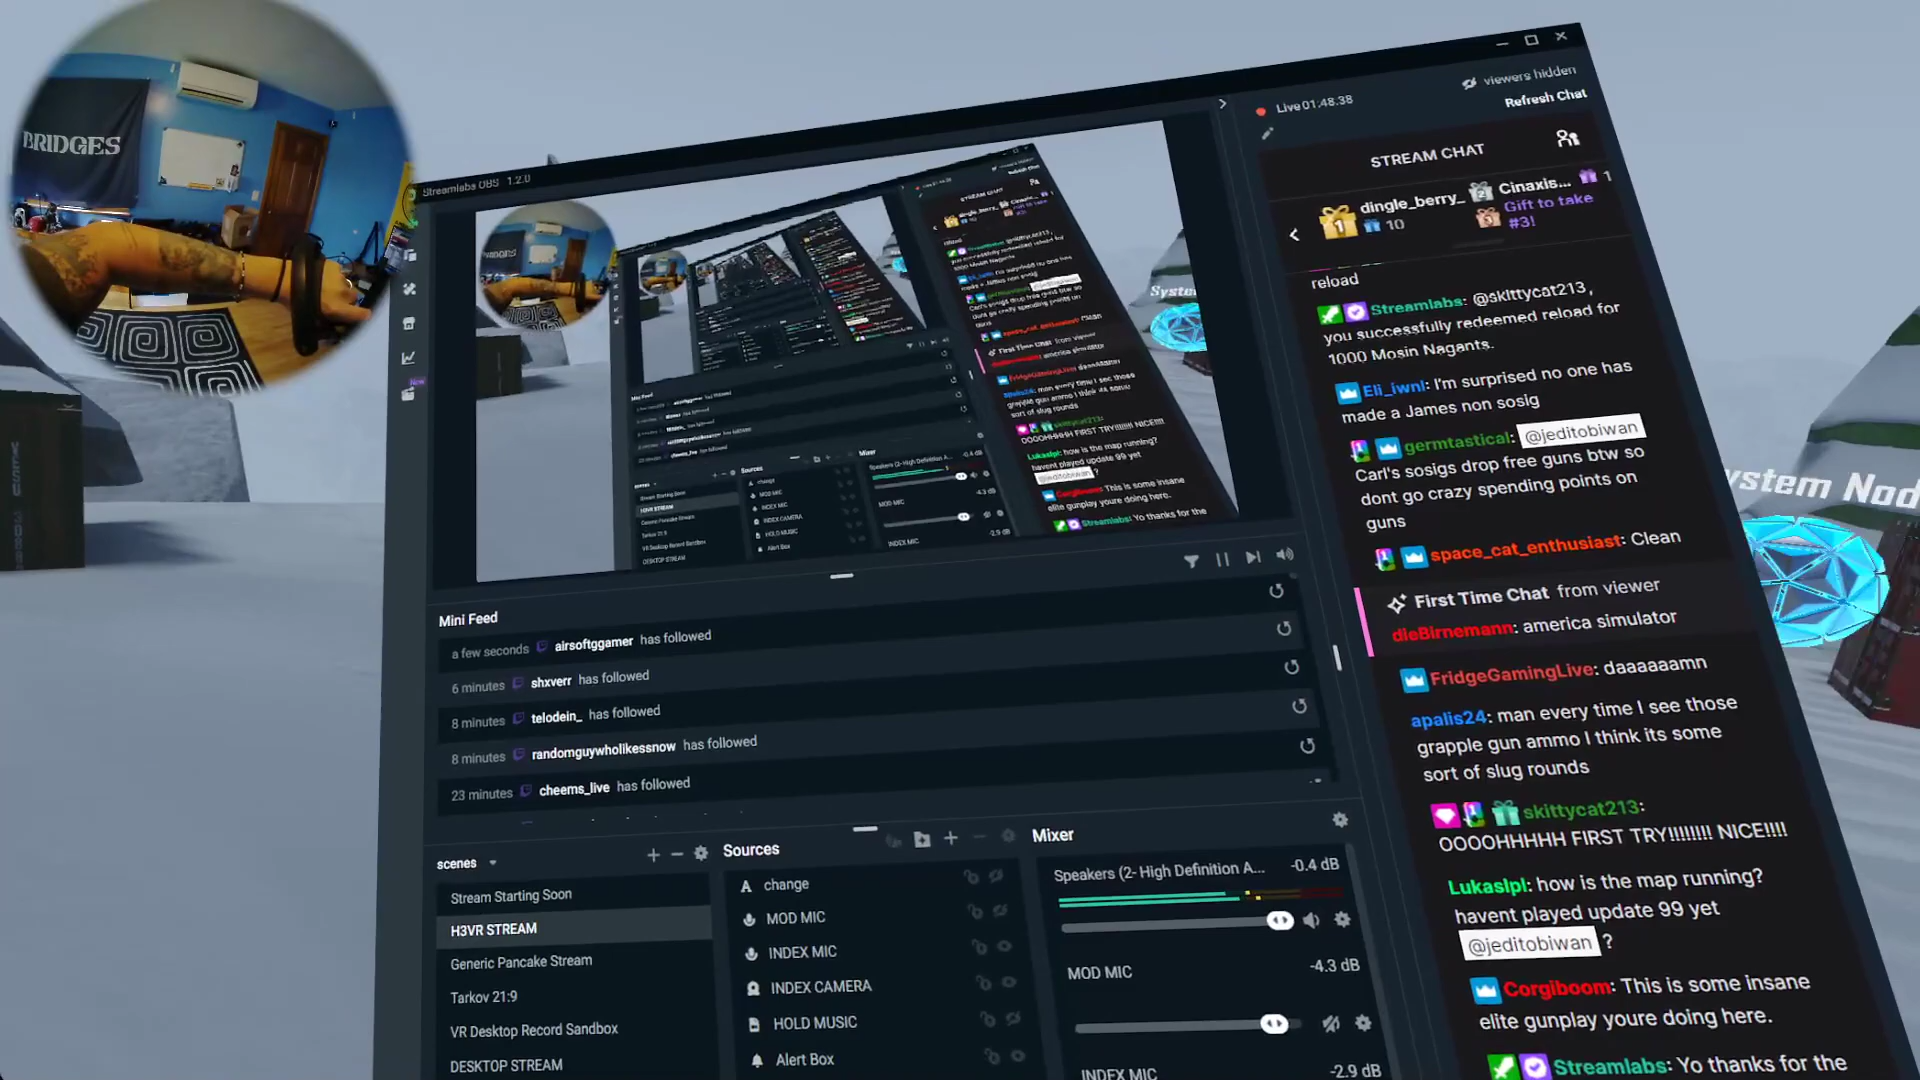 BRIDGES
Streamlabs OBS 1.2.0
Live 01:48:38
viewers hidden
Refresh Chat
STREAM CHAT
dingle_berry_
10
Cinaxis...
1
Gift to take
#3!
reload
Streamlabs: @skittycat213,
you successfully redeemed reload for
1000 Mosin Nagants.
Eli_iwnl: I'm surprised no one has
made a James non sosig
germtastical: @jeditobiwan
Carl's sosigs drop free guns btw so
dont go crazy spending points on
guns
space_cat_enthusiast: Clean
First Time Chat from viewer
dieBirnemann: america simulator
FridgeGamingLive: daaaaaamn
apalis24: man every time I see those
grapple gun ammo I think its some
sort of slug rounds
skittycat213:
OOOOHHHHH FIRST TRY!!!!!!!! NICE!!!!
Lukaslpl: how is the map running?
havent played update 99 yet
@jeditobiwan ?
Corgiboom: This is some insane
elite gunplay youre doing here.
Streamlabs: Yo thanks for the
New
Mini Feed
a few seconds airsoftggamer has followed
6 minutes shxverr has followed
8 minutes telodein_ has followed
8 minutes randomguywholikessnow has followed
23 minutes cheems_live has followed
scenes
Stream Starting Soon
H3VR STREAM
Generic Pancake Stream
Tarkov 21:9
VR Desktop Record Sandbox
DESKTOP STREAM
Sources
change
MOD MIC
INDEX MIC
INDEX CAMERA
HOLD MUSIC
Alert Box
Mixer
Speakers (2- High Definition A... -0.4 dB
MOD MIC -4.3 dB
INDEX MIC -2.9 dB
ystem Nod